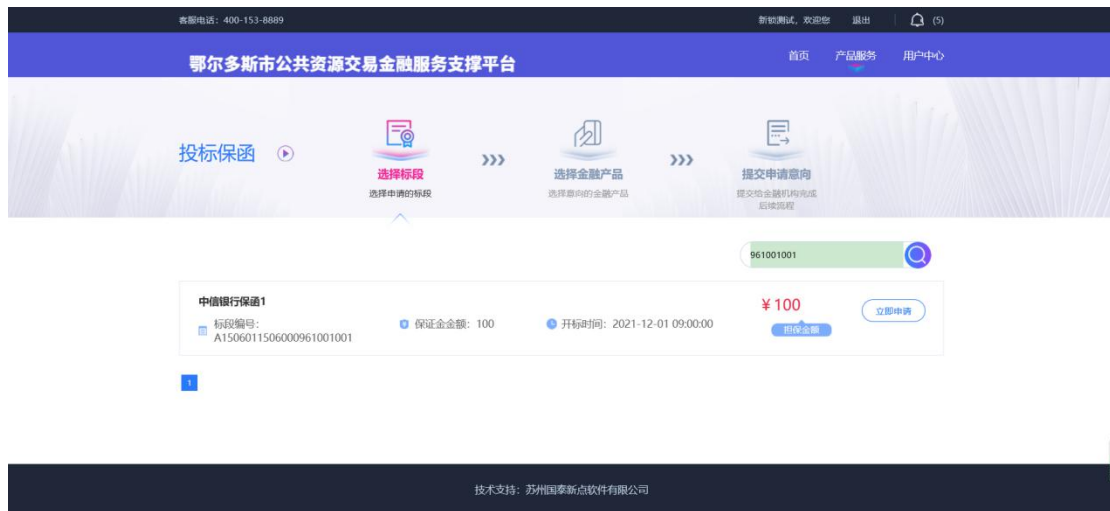 客服电话：400-153-8889
新锁测试，欢迎您 退出 (5)
鄂尔多斯市公共资源交易金融服务支撑平台
首页 产品服务 用户中心
投标保函
选择标段
选择申请的标段
选择金融产品
选择意向的金融产品
提交申请意向
提交给金融机构完成
后续流程
961001001
中信银行保函1
标段编号：
A1506011506000961001001
保证金金额：100
开标时间：2021-12-01 09:00:00
¥100
担保金额
立即申请
1
技术支持：苏州国泰新点软件有限公司